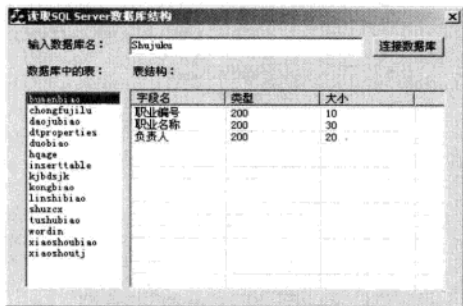 读取SQL Server数据库结构
输入数据库名： Shujuku 连接数据库
数据库中的表： 表结构：
bumenbiao
chongfujilu
daojubiao
dtproperties
duobiao
hqage
inserttable
kjbdsjk
kongbiao
linshibiao
shuzcx
tushubiao
wordin
xiaoshoubiao
xiaoshoutj
字段名 类型 大小
职业编号 200 10
职业名称 200 30
负责人 200 20